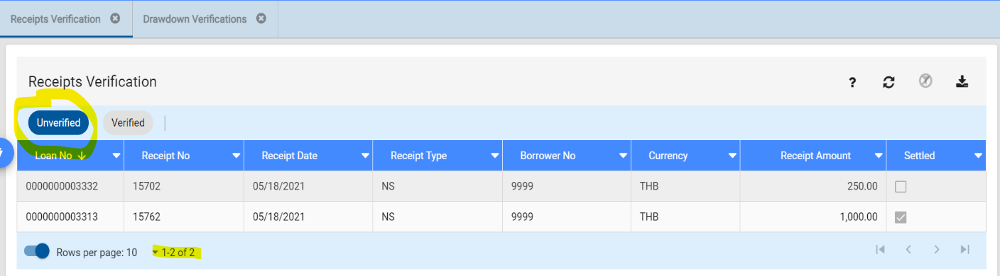 Receipts Verification Drawdown Verifications
Receipts Verification ?
Unverified Verified
Loan No Receipt No Receipt Date Receipt Type Borrower No Currency Receipt Amount Settled
0000000003332 15702 05/18/2021 NS 9999 THB 250.00
0000000003313 15762 05/18/2021 NS 9999 THB 1,000.00
Rows per page: 10 1-2 of 2